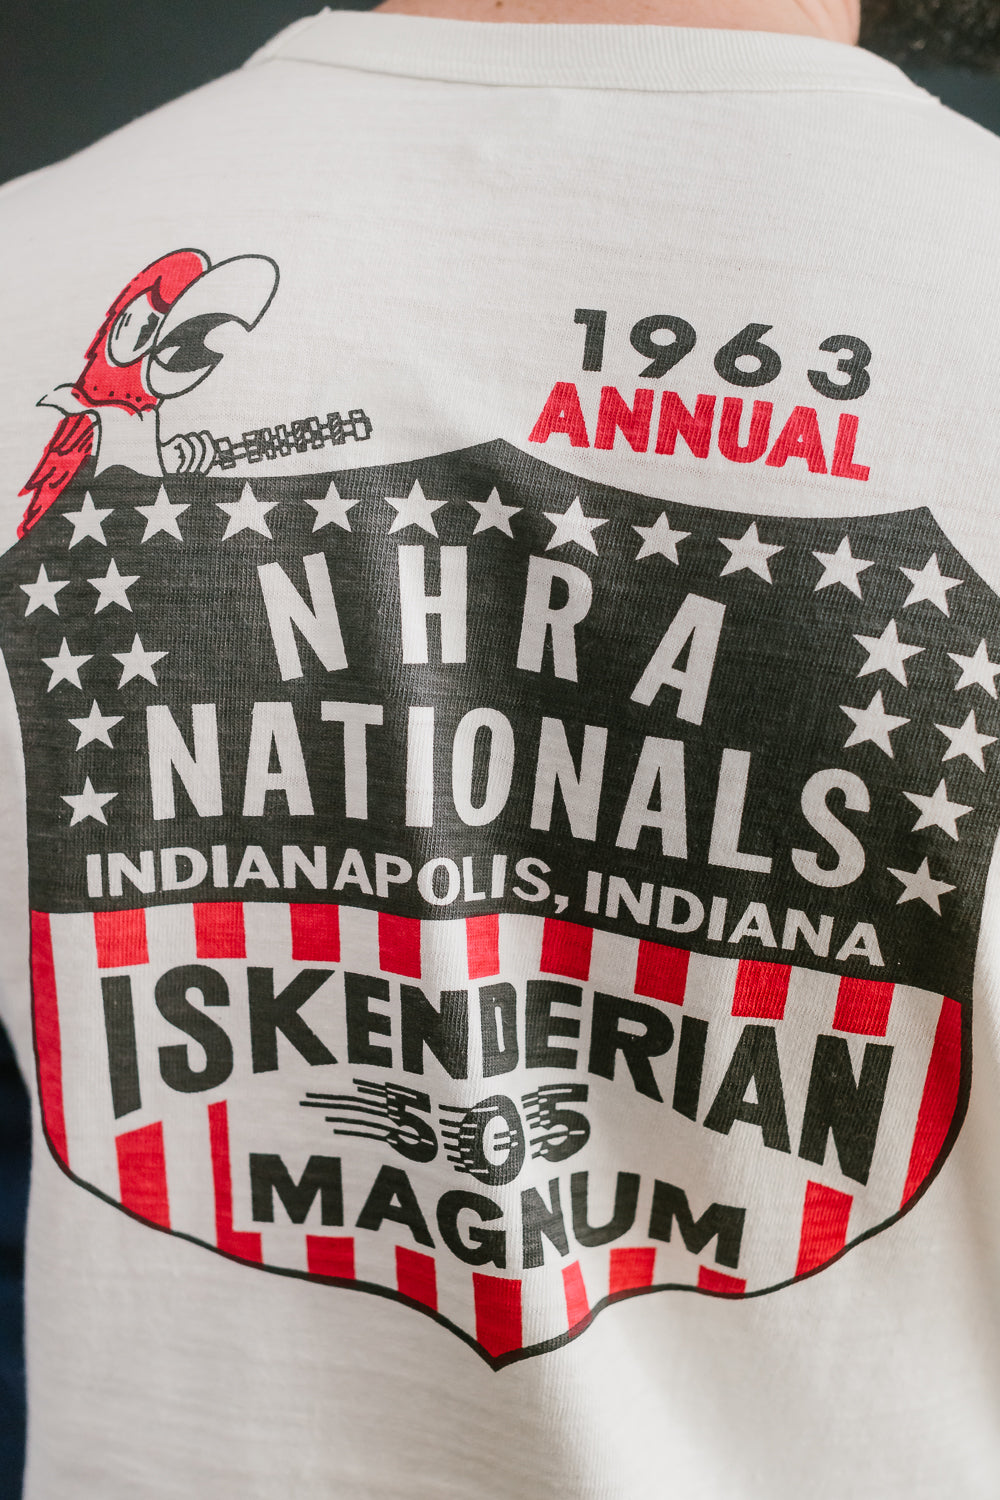 1963
ANNUAL
NHRA
NATIONALS
INDIANAPOLIS, INDIANA
ISKENDERIAN
505
MAGNUM